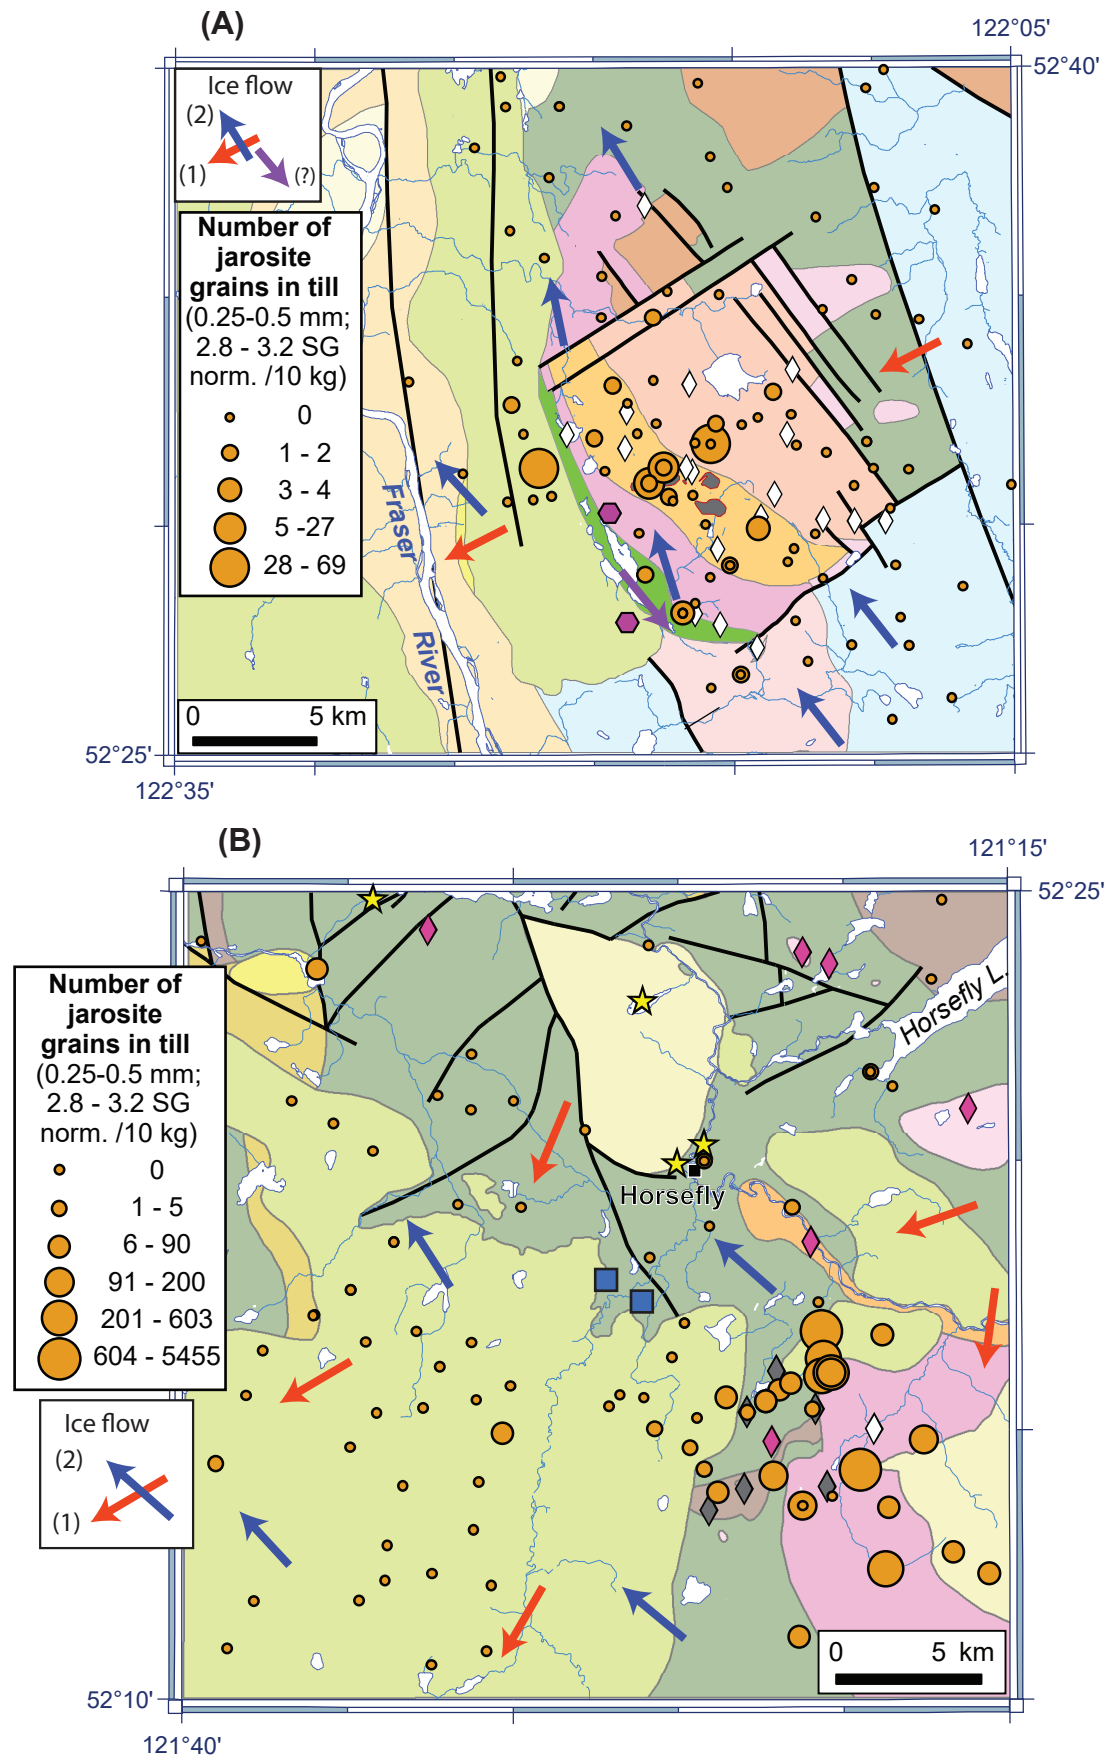 (A)
122°05'
52°40'
Ice flow
(2)
(1)
(?)
Number of
jarosite
grains in till
(0.25-0.5 mm;
2.8 - 3.2 SG
norm. /10 kg)
0
1 - 2
3 - 4
5 -27
28 - 69
Fraser
River
0 5 km
52°25'
122°35'
(B)
121°15'
52°25'
Number of
jarosite
grains in till
(0.25-0.5 mm;
2.8 - 3.2 SG
norm. /10 kg)
0
1 - 5
6 - 90
91 - 200
201 - 603
604 - 5455
Horsefly L.
Horsefly
Ice flow
(2)
(1)
0 5 km
52°10'
121°40'